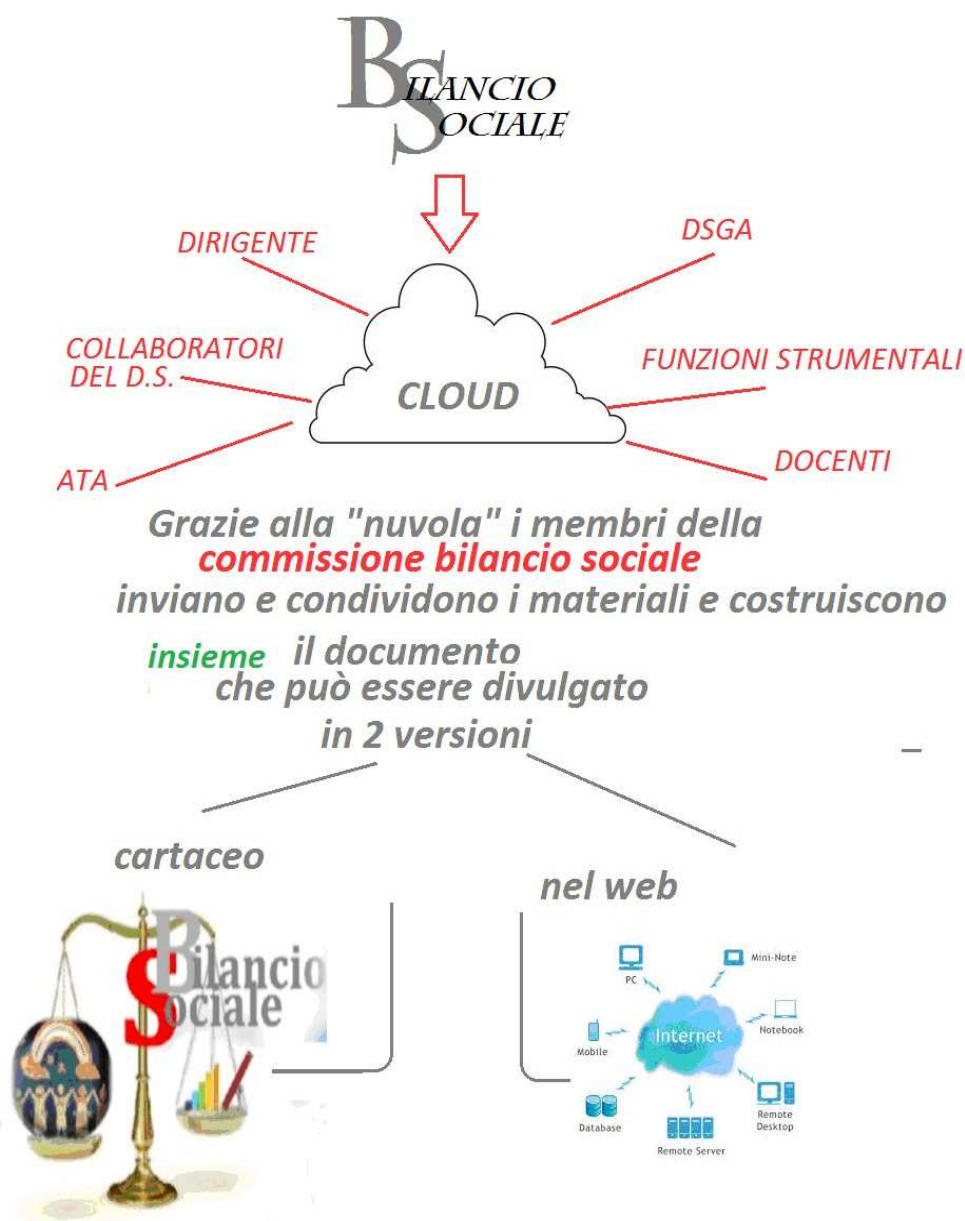 BILANCIO
SOCIALE
DIRIGENTE
DSGA
COLLABORATORI
DEL D.S.
FUNZIONI STRUMENTALI
CLOUD
ATA
DOCENTI
Grazie alla "nuvola" i membri della
commissione bilancio sociale
inviano e condividono i materiali e costruiscono
insieme il documento
che può essere divulgato
in 2 versioni
cartaceo
nel web
Bilancio
Sociale
PC
Mini-Note
Internet
Notebook
Mobile
Database
Remote Server
Remote
Desktop